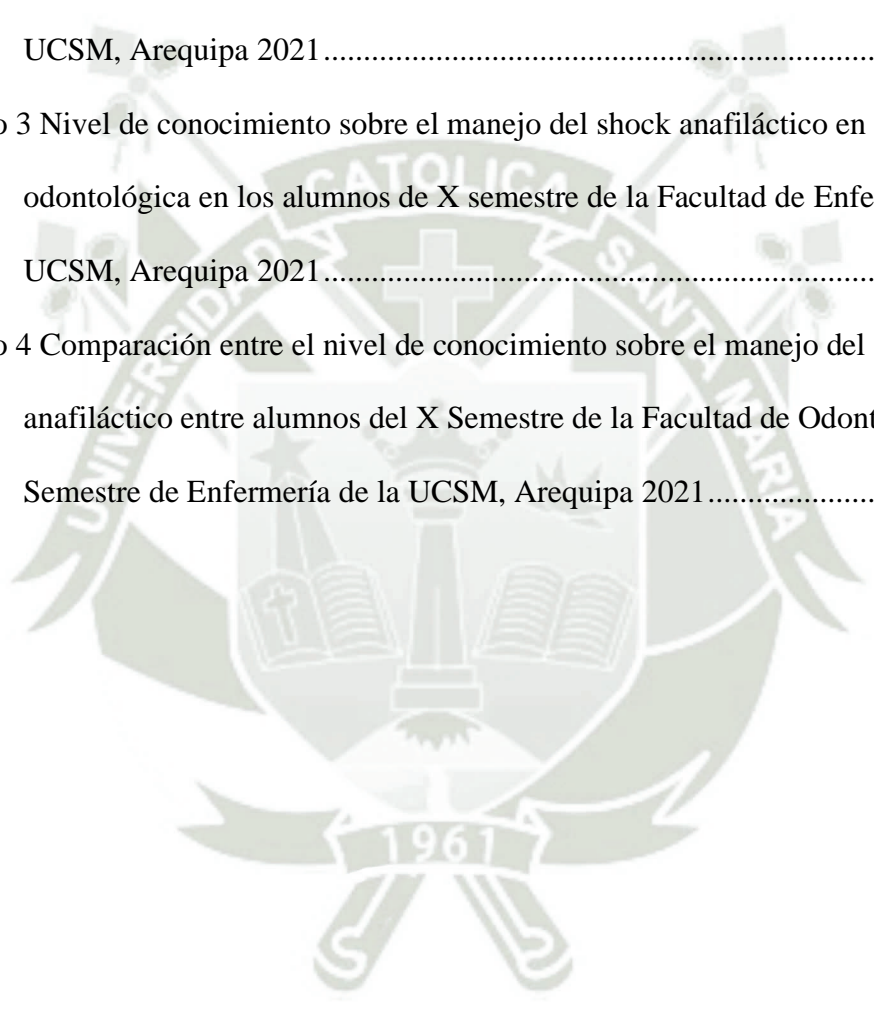 UCSM, Arequipa 2021........................................................................
o 3 Nivel de conocimiento sobre el manejo del shock anafiláctico en
odontológica en los alumnos de X semestre de la Facultad de Enfe
UCSM, Arequipa 2021........................................................................
o 4 Comparación entre el nivel de conocimiento sobre el manejo del
anafiláctico entre alumnos del X Semestre de la Facultad de Odont
Semestre de Enfermería de la UCSM, Arequipa 2021.....................
UNIVERSIDAD CATOLICA SANTA MARIA
1961